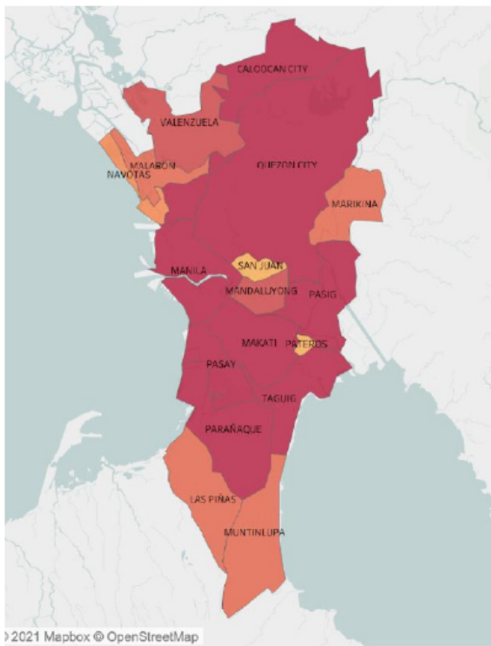 CALOOCAN CITY
VALENZUELA
MALABON
NAVOTAS
QUEZON CITY
MARIKINA
SAN JUAN
MANILA
MANDALUYONG
PASIG
MAKATI
PATEROS
PASAY
TAGUIG
PARAÑAQUE
LAS PIÑAS
MUNTINLUPA
© 2021 Mapbox © OpenStreetMap